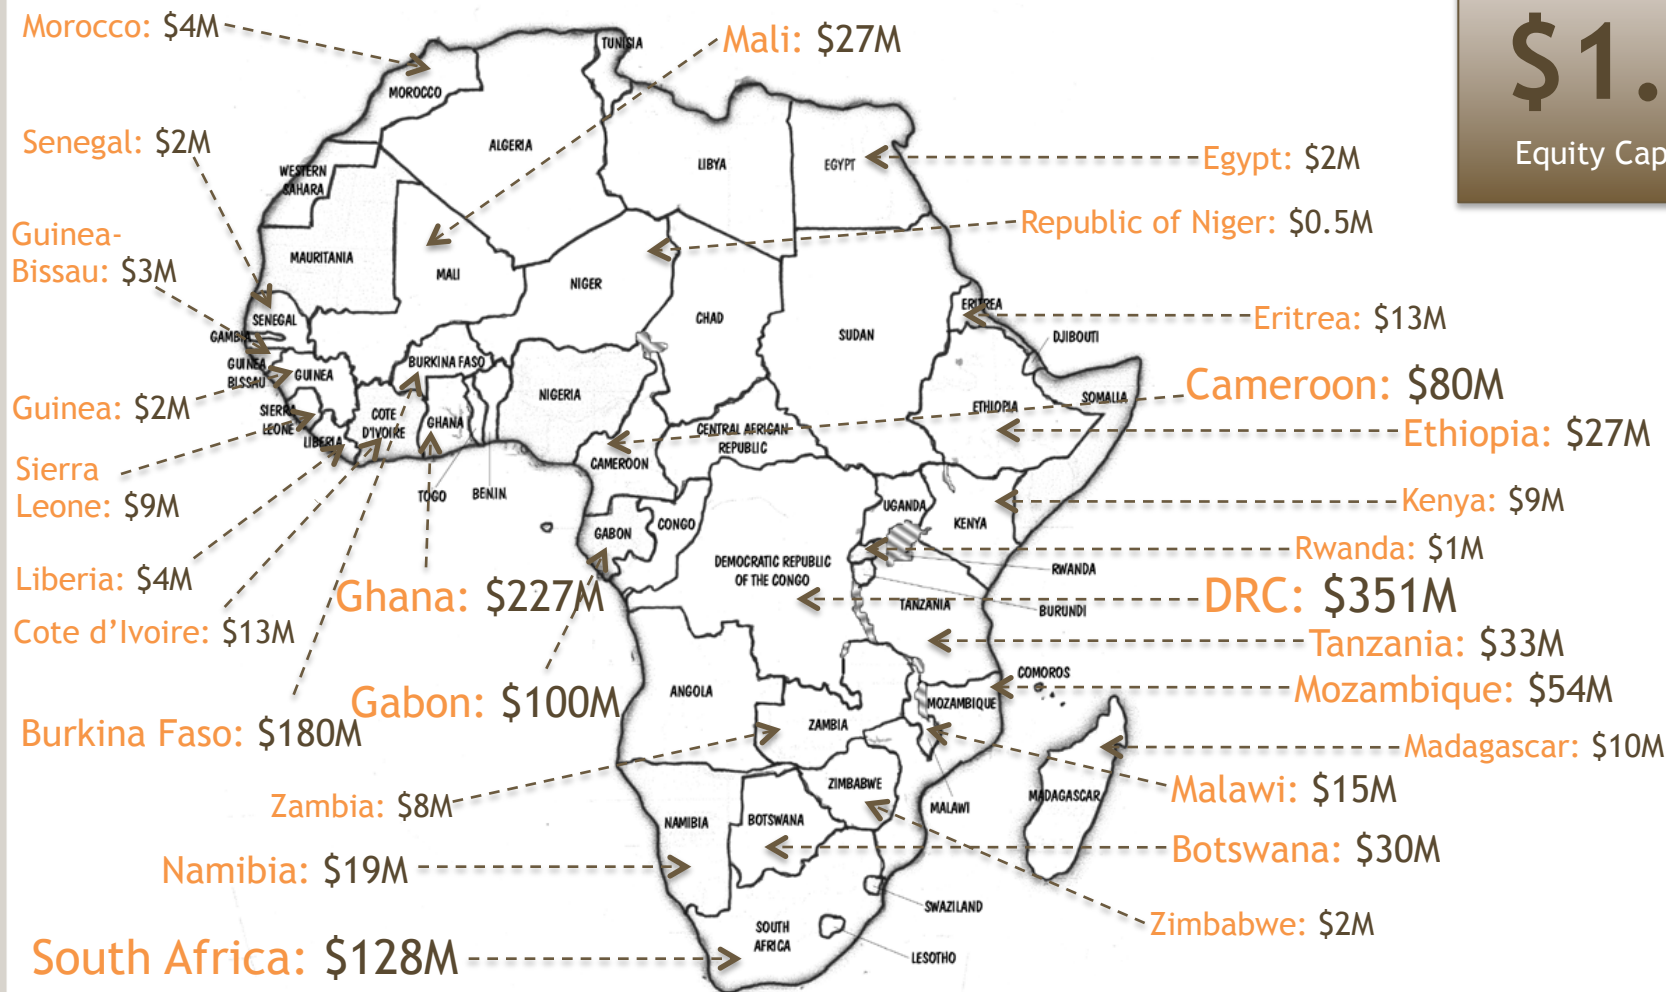 Morocco: $4M
Mali: $27M
$1.
Equity Cap
Senegal: $2M
Egypt: $2M
Guinea-
Bissau: $3M
Republic of Niger: $0.5M
Eritrea: $13M
Cameroon: $80M
Guinea: $2M
Ethiopia: $27M
Sierra
Leone: $9M
Kenya: $9M
Rwanda: $1M
Liberia: $4M
Ghana: $227M
DRC: $351M
Cote d’Ivoire: $13M
Tanzania: $33M
Gabon: $100M
Mozambique: $54M
Burkina Faso: $180M
Madagascar: $10M
Zambia: $8M
Malawi: $15M
Namibia: $19M
Botswana: $30M
Zimbabwe: $2M
South Africa: $128M
TUNISIA
MOROCCO
ALGERIA
LIBYA
EGYPT
WESTERN
SAHARA
MAURITANIA
MALI
NIGER
CHAD
SUDAN
ERITREA
DJIBOUTI
SENEGAL
GAMBIA
GUINEA
BISSAU
GUINEA
BURKINA FASO
NIGERIA
SIERRA
LEONE
LIBERIA
COTE
D'IVOIRE
GHANA
TOGO
BENIN
CAMEROON
CENTRAL AFRICAN
REPUBLIC
ETHIOPIA
SOMALIA
UGANDA
KENYA
GABON
CONGO
DEMOCRATIC REPUBLIC
OF THE CONGO
RWANDA
BURUNDI
TANZANIA
COMOROS
ANGOLA
ZAMBIA
MOZAMBIQUE
MALAWI
ZIMBABWE
MADAGASCAR
NAMIBIA
BOTSWANA
SWAZILAND
SOUTH
AFRICA
LESOTHO